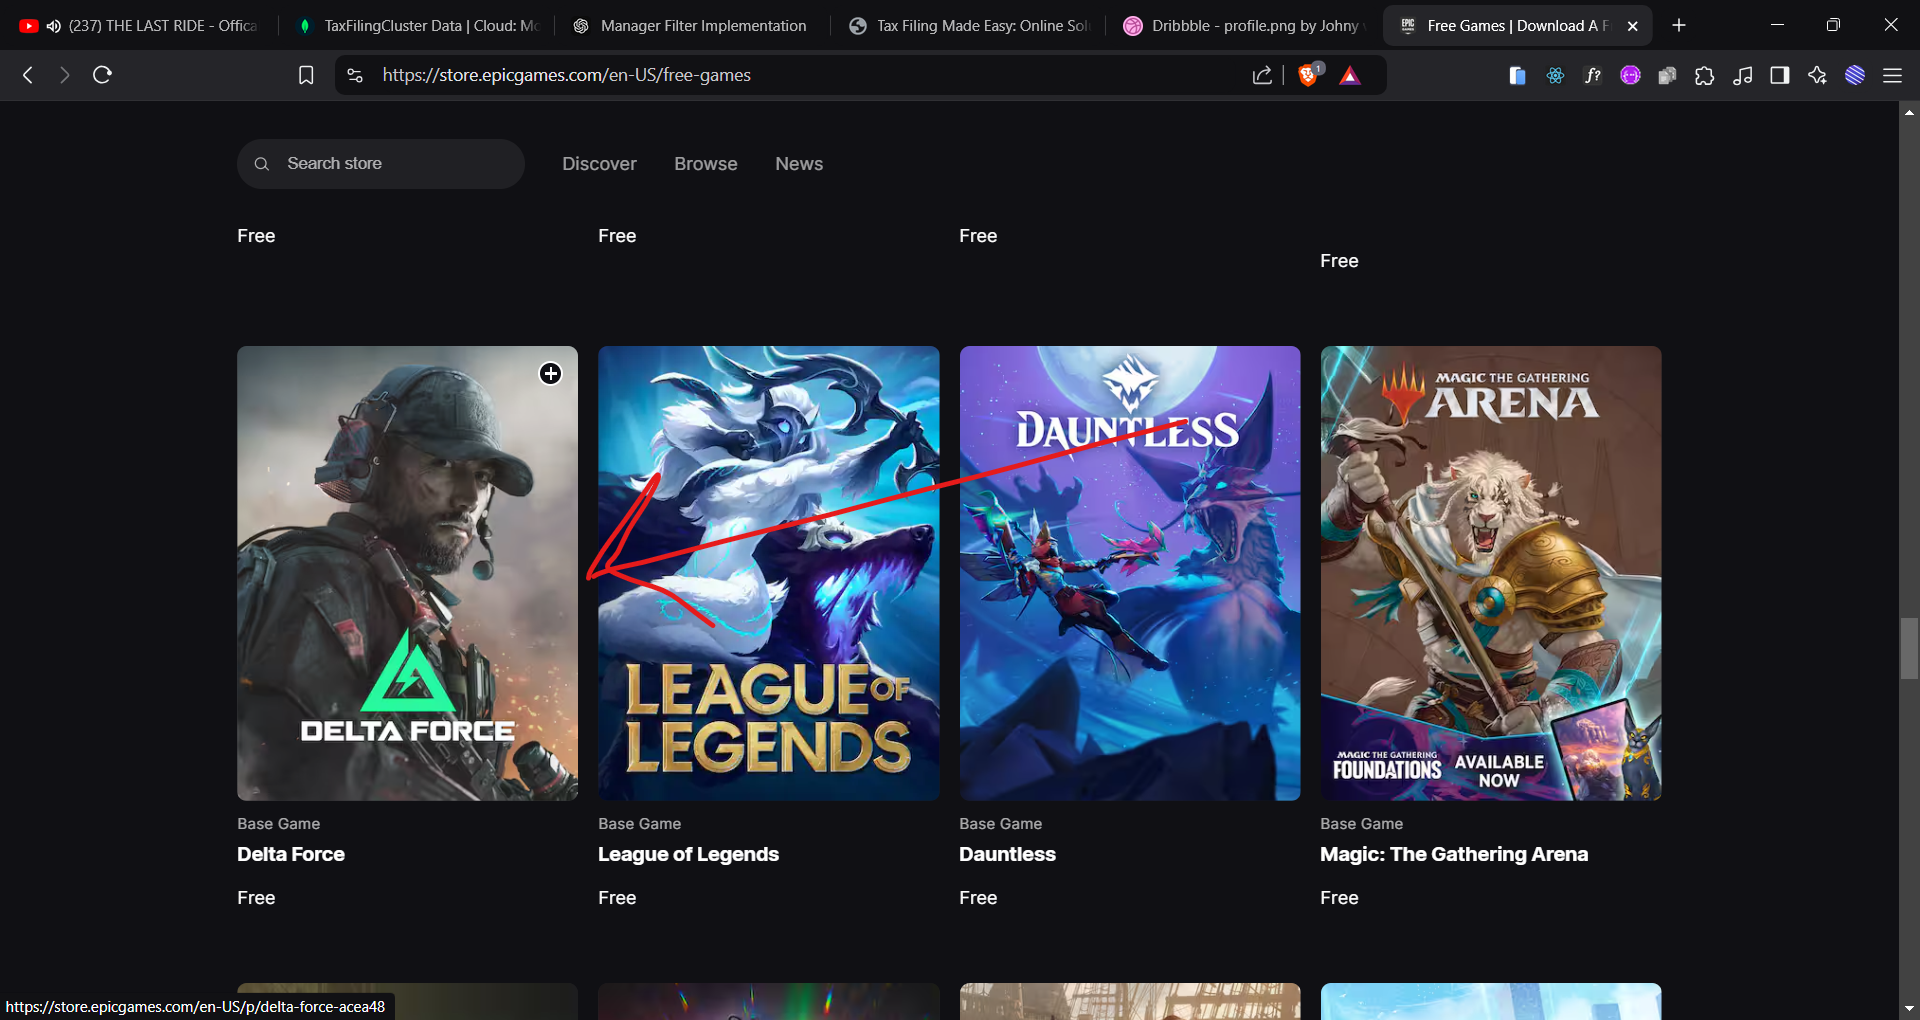 (237) THE LAST RIDE - Offica
TaxFilingCluster Data | Cloud: Mo
Manager Filter Implementation
Tax Filing Made Easy: Online Sol
Dribbble - profile.png by Johny
EPIC
GAMES
Free Games | Download A F
https://store.epicgames.com/en-US/free-games
1
f?
Search store
Discover
Browse
News
Free
Free
Free
Free
DELTA FORCE
LEAGUE OF
LEGENDS
DAUNTLESS
MAGIC THE GATHERING
ARENA
MAGIC THE GATHERING
FOUNDATIONS
AVAILABLE
NOW
Base Game
Base Game
Base Game
Base Game
Delta Force
League of Legends
Dauntless
Magic: The Gathering Arena
Free
Free
Free
Free
https://store.epicgames.com/en-US/p/delta-force-acea48